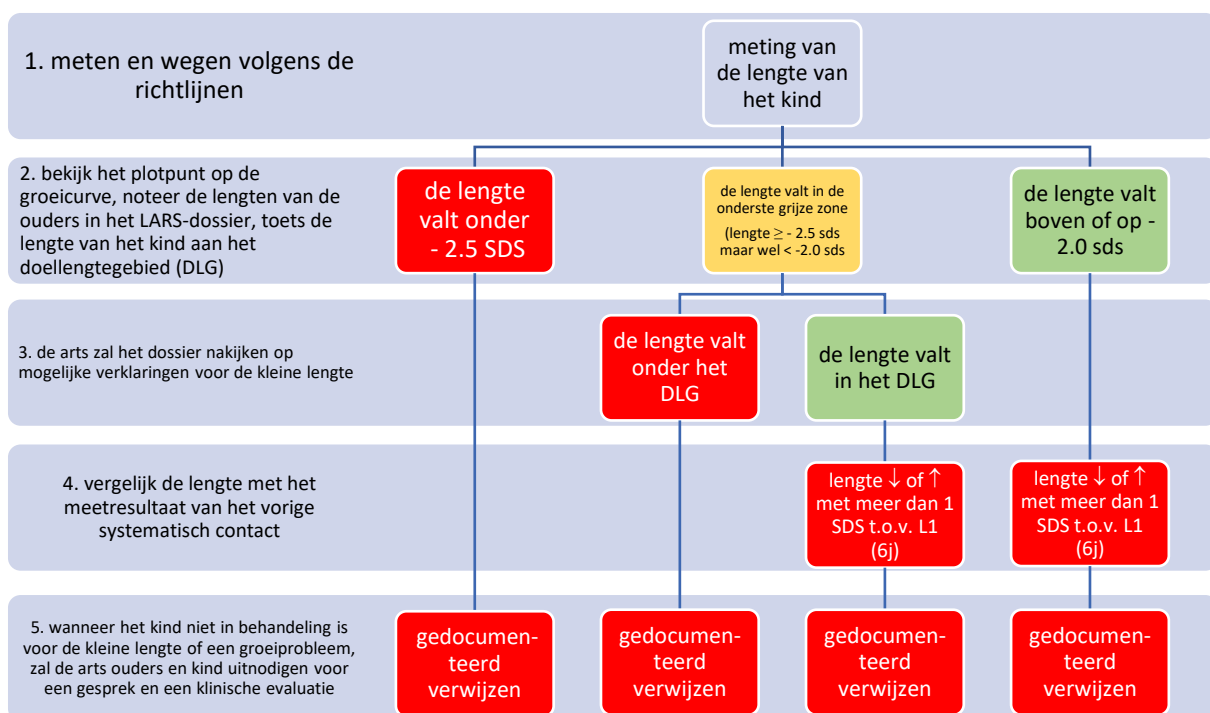 1. meten en wegen volgens de
richtlijnen
meting van
de lengte van
het kind
2. bekijk het plotpunt op de
groeicurve, noteer de lengten van de
ouders in het LARS-dossier, toets de
lengte van het kind aan het
doellengtegebied (DLG)
de lengte
valt onder
- 2.5 SDS
de lengte valt in de
onderste grijze zone
(lengte ≥ - 2.5 sds
maar wel < -2.0 sds
de lengte valt
boven of op -
2.0 sds
3. de arts zal het dossier nakijken op
mogelijke verklaringen voor de kleine lengte
de lengte valt
onder het
DLG
de lengte valt
in het DLG
4. vergelijk de lengte met het
meetresultaat van het vorige
systematisch contact
lengte ↓ of ↑
met meer dan 1
SDS t.o.v. L1
(6j)
lengte ↓ of ↑
met meer dan 1
SDS t.o.v. L1
(6j)
5. wanneer het kind niet in behandeling is
voor de kleine lengte of een groeiprobleem,
zal de arts ouders en kind uitnodigen voor
een gesprek en een klinische evaluatie
gedocumen-
teerd
verwijzen
gedocumen-
teerd
verwijzen
gedocumen-
teerd
verwijzen
gedocumen-
teerd
verwijzen